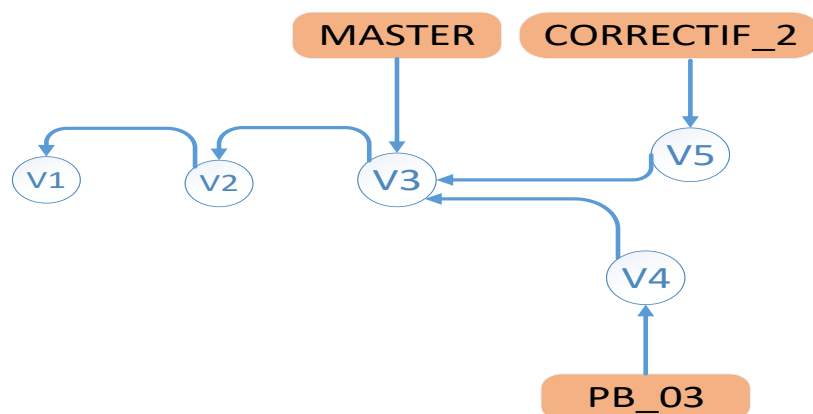 MASTER
CORRECTIF_2
V1
V2
V3
V5
V4
PB_03